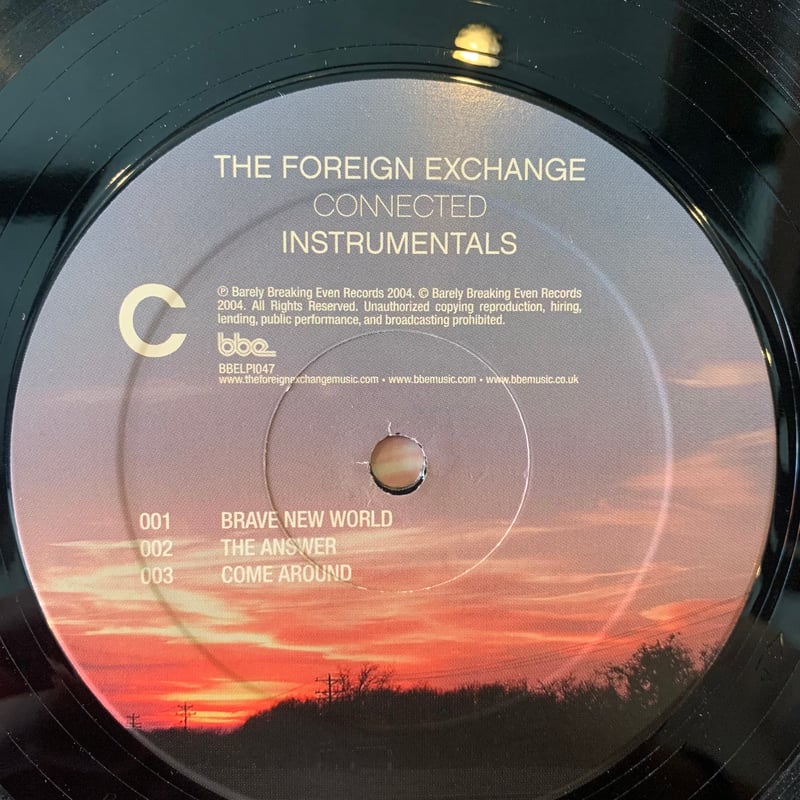 THE FOREIGN EXCHANGE
CONNECTED
INSTRUMENTALS
C
℗ Barely Breaking Even Records 2004. © Barely Breaking Even Records
2004. All Rights Reserved. Unauthorized copying reproduction, hiring,
lending, public performance, and broadcasting prohibited.
bbe
BBELPI047
www.theforeignexchangemusic.com • www.bbemusic.com • www.bbemusic.co.uk
001 BRAVE NEW WORLD
002 THE ANSWER
003 COME AROUND